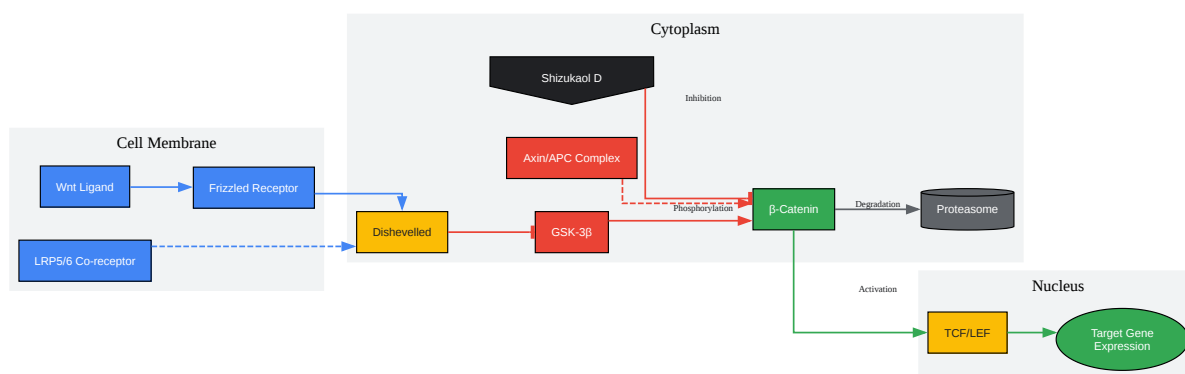 Cytoplasm
Shizukaol D
Inhibition
Cell Membrane
Axin/APC Complex
Wnt Ligand
Frizzled Receptor
Phosphorylation
β-Catenin
Degradation
Proteasome
Dishevelled
GSK-3β
LRP5/6 Co-receptor
Activation
Nucleus
TCF/LEF
Target Gene
Expression